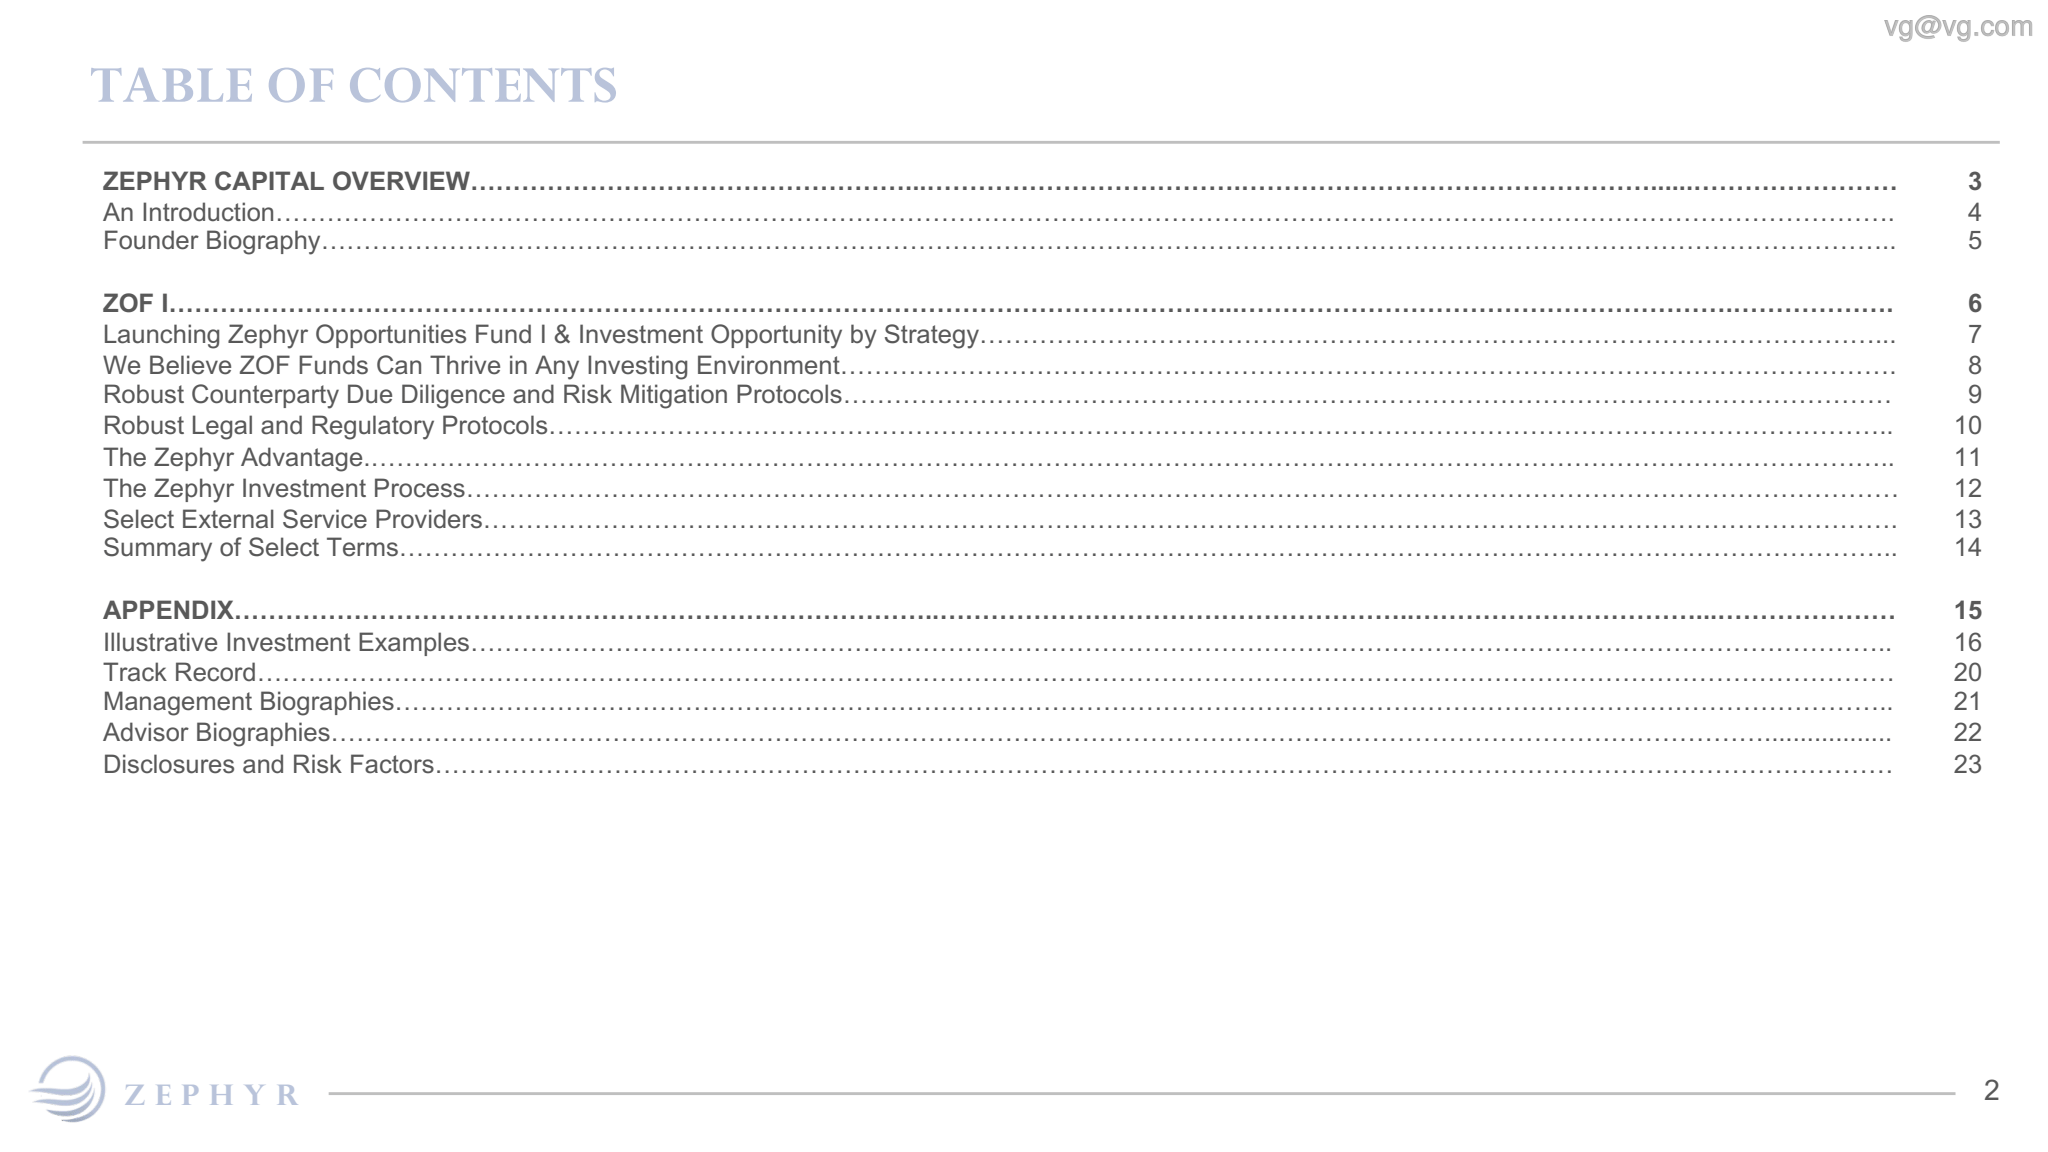 vg@vg.com
TABLE OF CONTENTS
ZEPHYR CAPITAL OVERVIEW……………………………………………...……………………………….…………………………………………......…………………… 3
An Introduction……………………………………………………………………………………………………………………………………………………………………. 4
Founder Biography……………………………………………………………………………………………………………………………………………………………….. 5
ZOF I……………………………………………………………………………………………………………...………………………………………………….………………. 6
Launching Zephyr Opportunities Fund I & Investment Opportunity by Strategy……………………………………………………………………………………………... 7
We Believe ZOF Funds Can Thrive in Any Investing Environment…………………………………………………………………………………………………………… 8
Robust Counterparty Due Diligence and Risk Mitigation Protocols…………………………………………………………………………………………………………… 9
Robust Legal and Regulatory Protocols……………………………………………………………………………………………………………………………………….. 10
The Zephyr Advantage.………………………………………………………………………………………………………………………………………………………….. 11
The Zephyr Investment Process………………………………………………………………………………………………………………………………………………… 12
Select External Service Providers………………………………………………………………………………………………………………………………………………. 13
Summary of Select Terms……………………………………………………………………………………………………………………………………………………….. 14
APPENDIX………………………………………………………………………..……………………………………………….……………………………...………………… 15
Illustrative Investment Examples……………………………………………………………………………………………………………………………………………….. 16
Track Record……………………………………………………………………………………………………………………………………………………………………… 20
Management Biographies……………………………………………………………………………………………………………………………………………………….. 21
Advisor Biographies……………………………………………………………………………………………………………………………………………….................. 22
Disclosures and Risk Factors…………………………………………………………………………………………………………………………………………………… 23
ZEPHYR
2